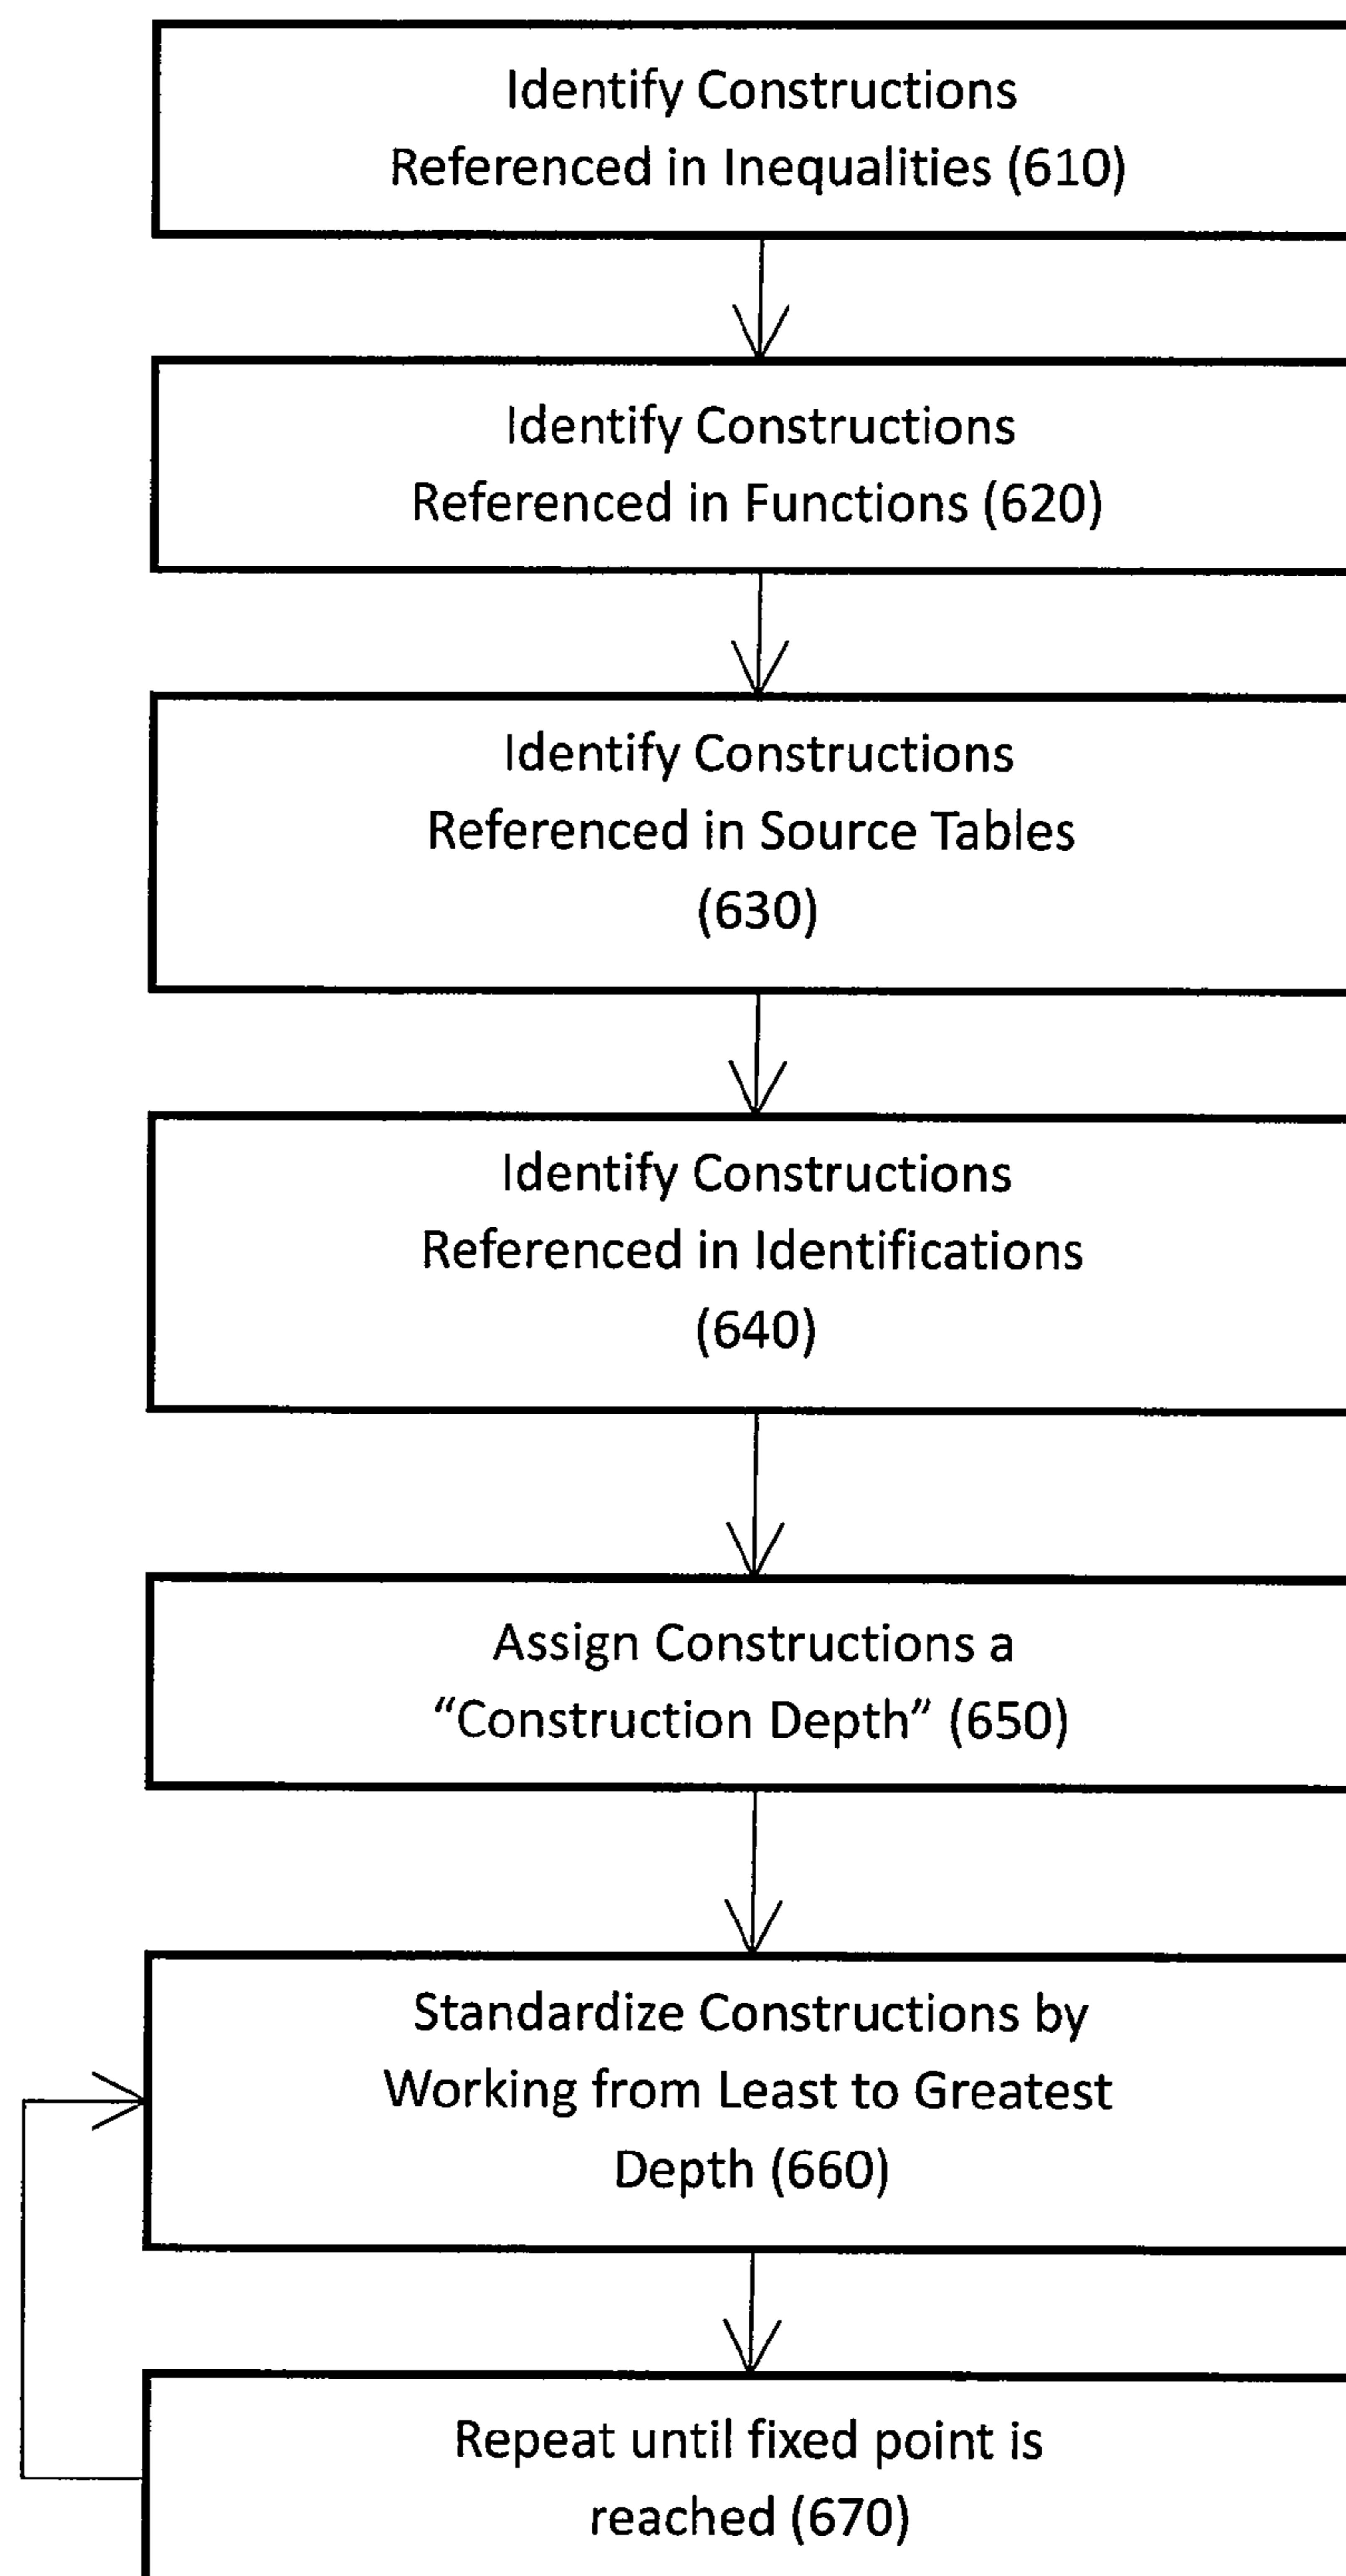 Identify Constructions
Referenced in Inequalities (610)
Identify Constructions
Referenced in Functions (620)
Identify Constructions
Referenced in Source Tables
(630)
Identify Constructions
Referenced in Identifications
(640)
Assign Constructions a
“Construction Depth” (650)
Standardize Constructions by
Working from Least to Greatest
Depth (660)
Repeat until fixed point is
reached (670)